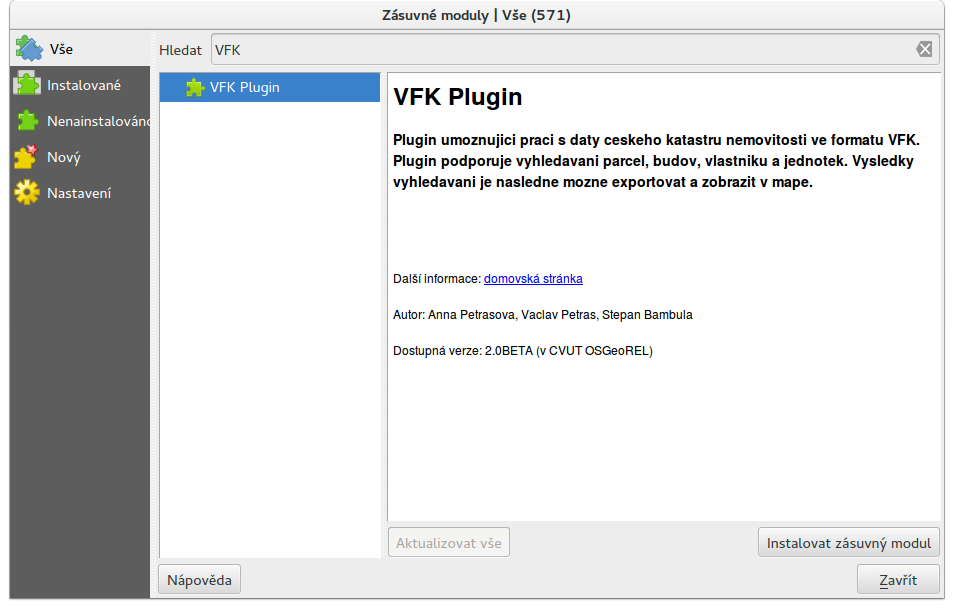 Zásuvné moduly | Vše (571)
Vše
Instalované
Nenainstalováno
Nový
Nastavení
Hledat VFK
VFK Plugin
VFK Plugin
Plugin umoznujici praci s daty ceskeho katastru nemovitosti ve formatu VFK.
Plugin podporuje vyhledavani parcel, budov, vlastniku a jednotek. Vysledky
vyhledavani je nasledne mozne exportovat a zobrazit v mape.
Další informace: domovská stránka
Autor: Anna Petrasova, Vaclav Petras, Stepan Bambula
Dostupná verze: 2.0BETA (v CVUT OSGeoREL)
Aktualizovat vše
Instalovat zásuvný modul
Nápověda
Zavřít